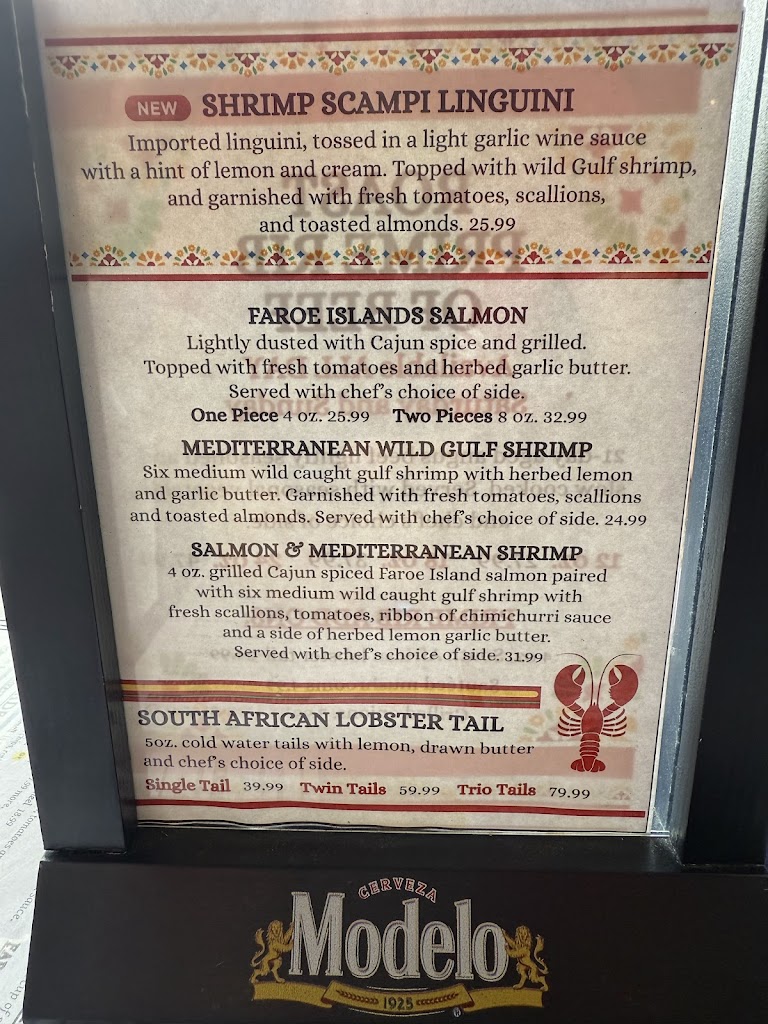 NEW SHRIMP SCAMPI LINGUINI
Imported linguini, tossed in a light garlic wine sauce
with a hint of lemon and cream. Topped with wild Gulf shrimp,
and garnished with fresh tomatoes, scallions,
and toasted almonds. 25.99
FAROE ISLANDS SALMON
Lightly dusted with Cajun spice and grilled.
Topped with fresh tomatoes and herbed garlic butter.
Served with chef's choice of side.
One Piece 4 oz. 25.99 Two Pieces 8 oz. 32.99
MEDITERRANEAN WILD GULF SHRIMP
Six medium wild caught gulf shrimp with herbed lemon
and garlic butter. Garnished with fresh tomatoes, scallions
and toasted almonds. Served with chef's choice of side. 24.99
SALMON & MEDITERRANEAN SHRIMP
4 oz. grilled Cajun spiced Faroe Island salmon paired
with six medium wild caught gulf shrimp with
fresh scallions, tomatoes, ribbon of chimichurri sauce
and a side of herbed lemon garlic butter.
Served with chef's choice of side. 31.99
SOUTH AFRICAN LOBSTER TAIL
5oz. cold water tails with lemon, drawn butter
and chef's choice of side.
Single Tail 39.99 Twin Tails 59.99 Trio Tails 79.99
CERVEZA
Modelo
1925